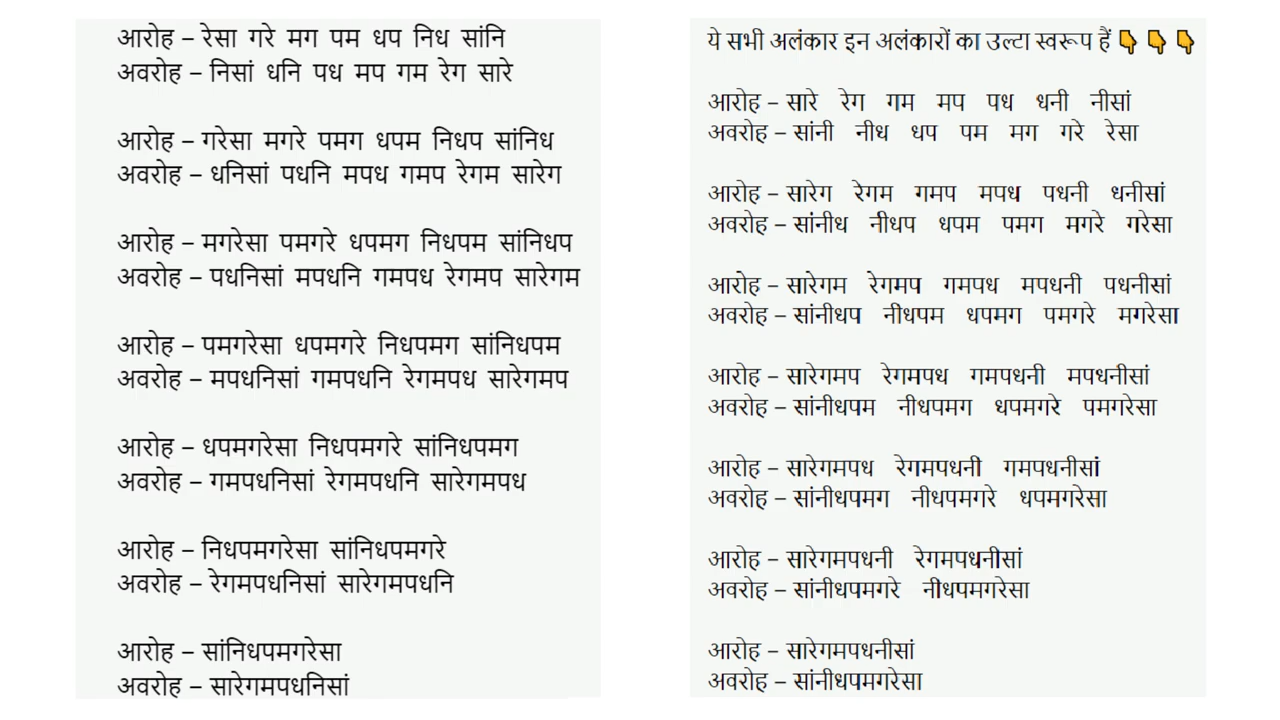 आरोह – रेसा गरे मग पम धप निध सांनि
अवरोह – निसां धनि पध मप गम रेग सारे
आरोह – गरेसा मगरे पमग धपम निधप सांनिध
अवरोह – धनिसां पधनि मपध गमप रेगम सारेग
आरोह – मगरेसा पमगरे धपमग निधपम सांनिधप
अवरोह – पधनिसां मपधनि गमपध रेगमप सारेगम
आरोह – पमगरेसा धपमगरे निधपमग सांनिधपम
अवरोह – मपधनिसां गमपधनि रेगमपध सारेगमप
आरोह – धपमगरेसा निधपमगरे सांनिधपमग
अवरोह – गमपधनिसां रेगमपधनि सारेगमपध
आरोह – निधपमगरेसा सांनिधपमगरे
अवरोह – रेगमपधनिसां सारेगमपधनि
आरोह – सांनिधपमगरेसा
अवरोह – सारेगमपधनिसां
ये सभी अलंकार इन अलंकारों का उल्टा स्वरूप हैं 👇 👇 👇
आरोह – सारे रेग गम मप पध धनी नीसां
अवरोह – सांनी नीध धप पम मग गरे रेसा
आरोह – सारेग रेगम गमप मपध पधनी धनीसां
अवरोह – सांनीध नीधप धपम पमग मगरे गरेसा
आरोह – सारेगम रेगमप गमपध मपधनी पधनीसां
अवरोह – सांनीधप नीधपम धपमग पमगरे मगरेसा
आरोह – सारेगमप रेगमपध गमपधनी मपधनीसां
अवरोह – सांनीधपम नीधपमग धपमगरे पमगरेसा
आरोह – सारेगमपध रेगमपधनी गमपधनीसां
अवरोह – सांनीधपमग नीधपमगरे धपमगरेसा
आरोह – सारेगमपधनी रेगमपधनीसां
अवरोह – सांनीधपमगरे नीधपमगरेसा
आरोह – सारेगमपधनीसां
अवरोह – सांनीधपमगरेसा